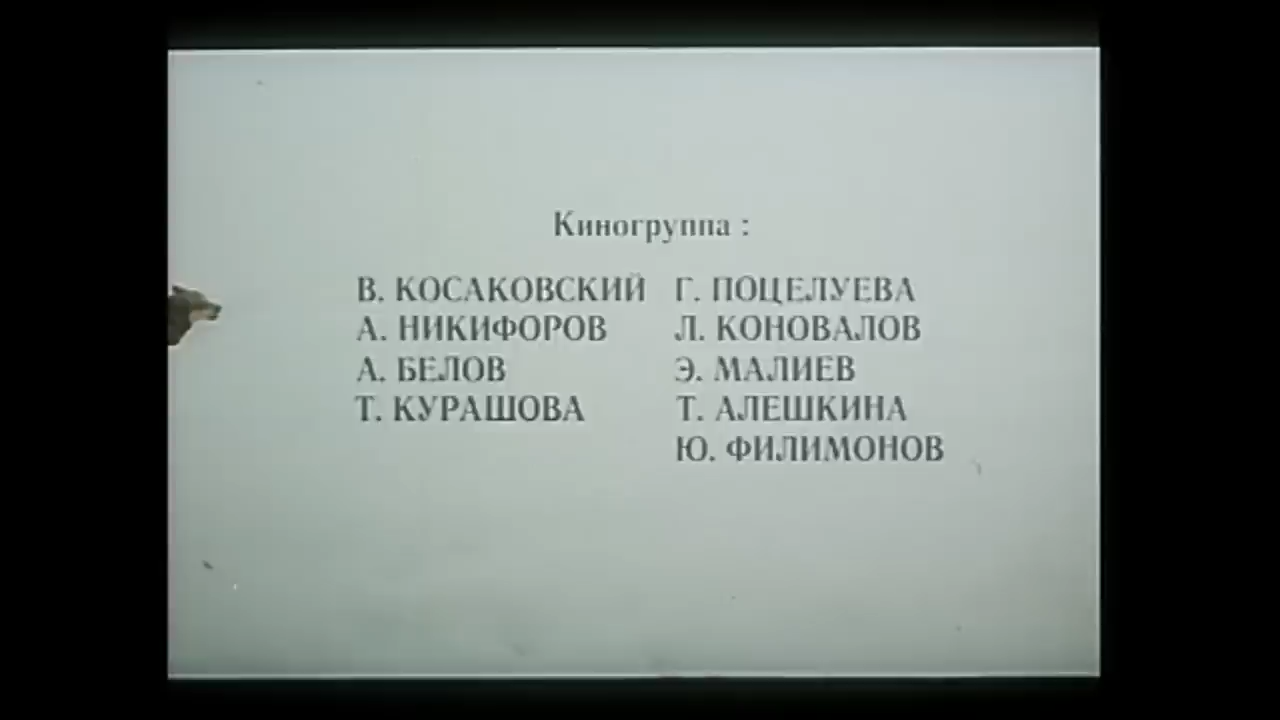 Киногруппа :
В. КОСАКОВСКИЙ Г. ПОЦЕЛУЕВА
А. НИКИФОРОВ Л. КОНОВАЛОВ
А. БЕЛОВ Э. МАЛИЕВ
Т. КУРАШОВА Т. АЛЕШКИНА
Ю. ФИЛИМОНОВ